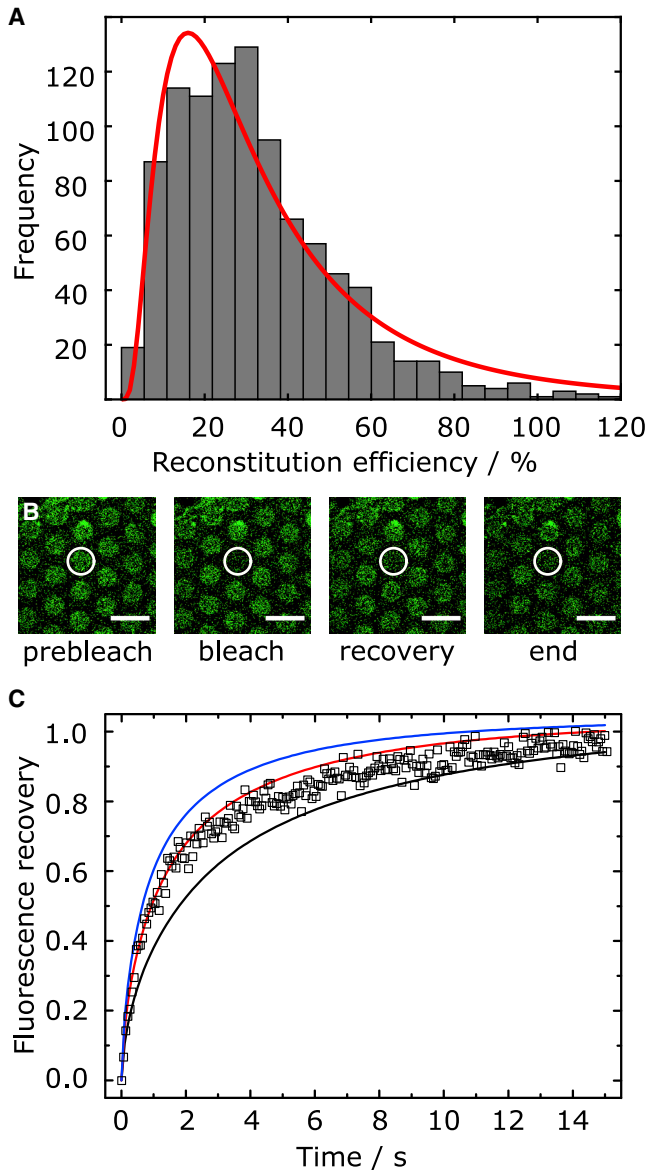 A
Frequency
120
100
80
60
40
20
0 20 40 60 80 100 120
Reconstitution efficiency / %
B
prebleach bleach recovery end
C
Fluorescence recovery
1.0
0.8
0.6
0.4
0.2
0.0
0 2 4 6 8 10 12 14
Time / s